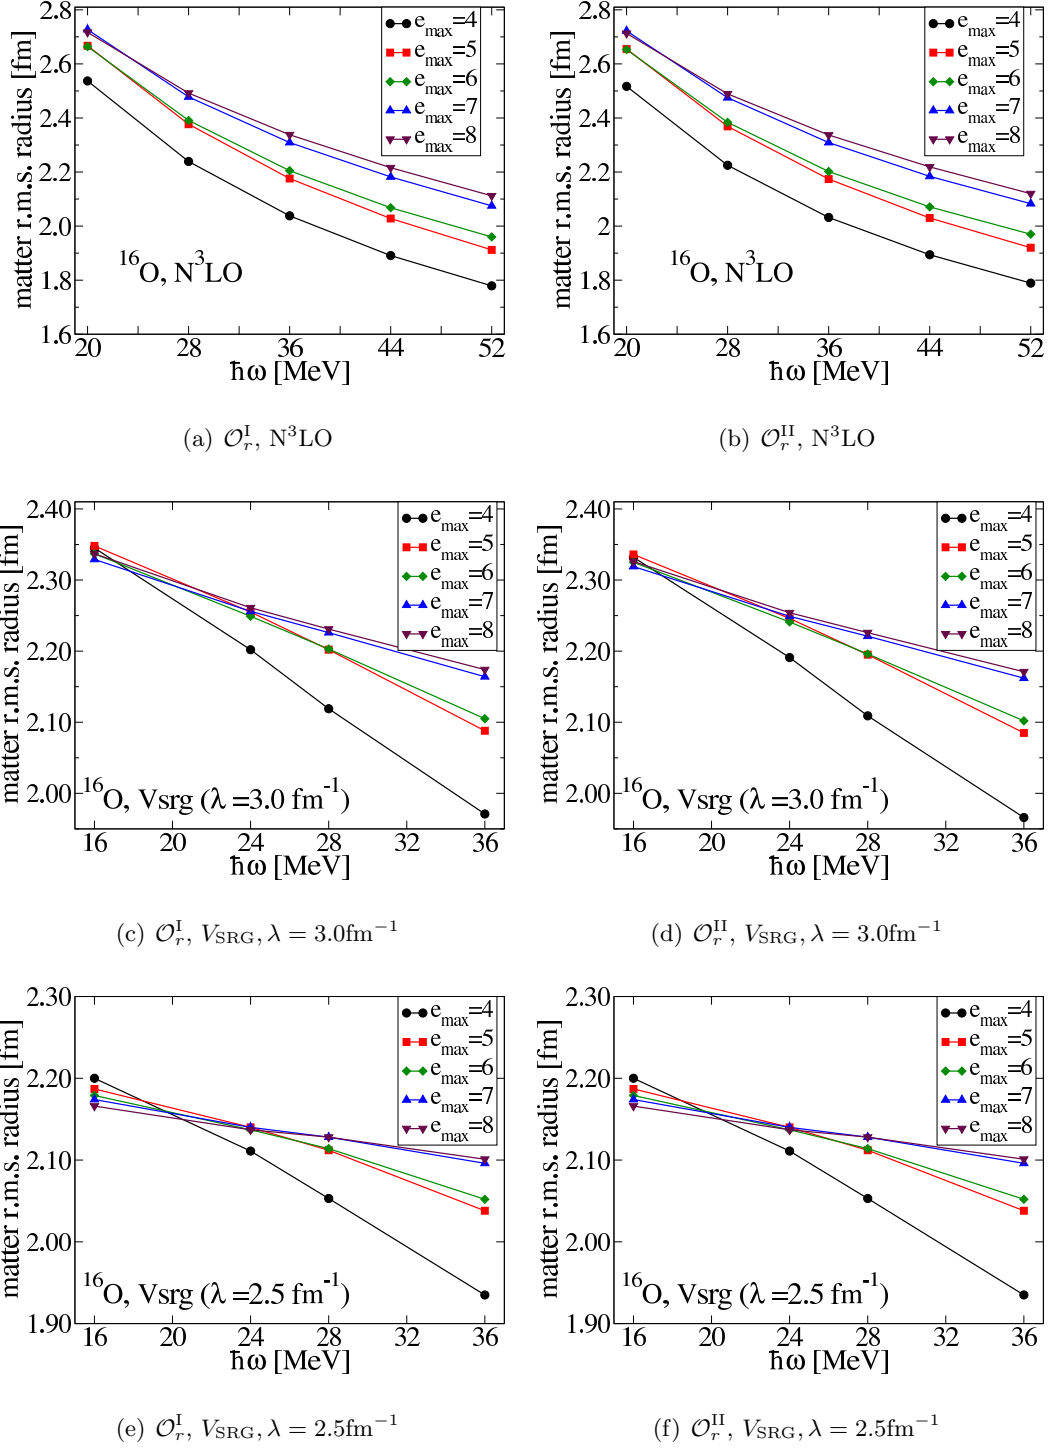 matter r.m.s. radius [fm]
2.8
2.6
2.4
2.2
2.0
1.8
1.6
e_max=4
e_max=5
e_max=6
e_max=7
e_max=8
¹⁶O, N³LO
20 28 36 44 52
ħω [MeV]
(a) 𝒪ᵣᴵ, N³LO
matter r.m.s. radius [fm]
2.8
2.6
2.4
2.2
2
1.8
1.6
e_max=4
e_max=5
e_max=6
e_max=7
e_max=8
¹⁶O, N³LO
20 28 36 44 52
ħω [MeV]
(b) 𝒪ᵣᴵᴵ, N³LO
matter r.m.s. radius [fm]
2.40
2.30
2.20
2.10
2.00
e_max=4
e_max=5
e_max=6
e_max=7
e_max=8
¹⁶O, Vsrg (λ=3.0 fm⁻¹)
16 20 24 28 32 36
ħω [MeV]
(c) 𝒪ᵣᴵ, V_SRG, λ = 3.0fm⁻¹
matter r.m.s. radius [fm]
2.40
2.30
2.20
2.10
2.00
e_max=4
e_max=5
e_max=6
e_max=7
e_max=8
¹⁶O, Vsrg (λ=3.0 fm⁻¹)
16 20 24 28 32 36
ħω [MeV]
(d) 𝒪ᵣᴵᴵ, V_SRG, λ = 3.0fm⁻¹
matter r.m.s. radius [fm]
2.30
2.20
2.10
2.00
1.90
e_max=4
e_max=5
e_max=6
e_max=7
e_max=8
¹⁶O, Vsrg (λ=2.5 fm⁻¹)
16 20 24 28 32 36
ħω [MeV]
(e) 𝒪ᵣᴵ, V_SRG, λ = 2.5fm⁻¹
matter r.m.s. radius [fm]
2.30
2.20
2.10
2.00
1.90
e_max=4
e_max=5
e_max=6
e_max=7
e_max=8
¹⁶O, Vsrg (λ=2.5 fm⁻¹)
16 20 24 28 32 36
ħω [MeV]
(f) 𝒪ᵣᴵᴵ, V_SRG, λ = 2.5fm⁻¹